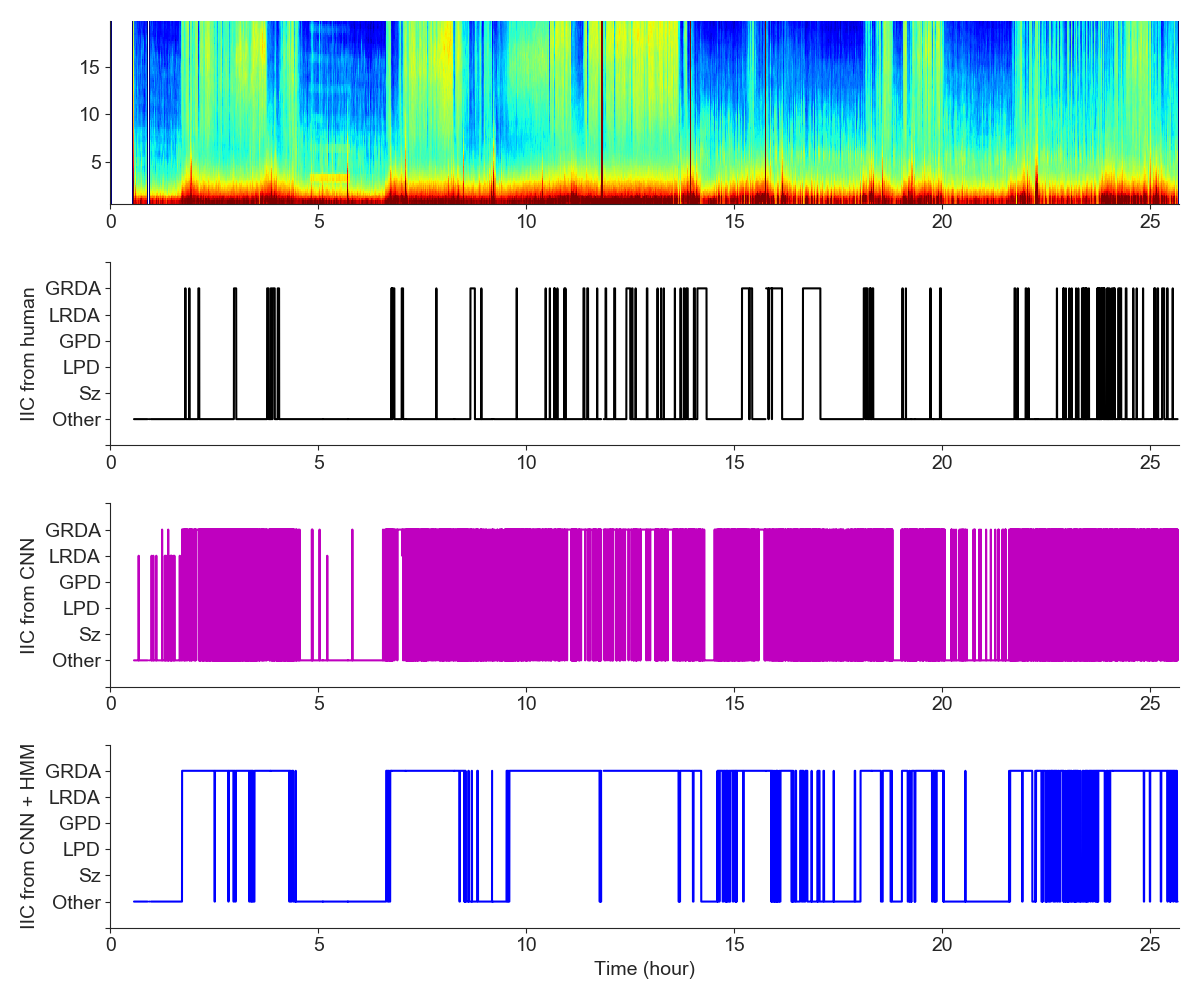 15
10
5
0 5 10 15 20 25
IIC from human
GRDA
LRDA
GPD
LPD
Sz
Other
0 5 10 15 20 25
IIC from CNN
GRDA
LRDA
GPD
LPD
Sz
Other
0 5 10 15 20 25
IIC from CNN + HMM
GRDA
LRDA
GPD
LPD
Sz
Other
0 5 10 15 20 25
Time (hour)